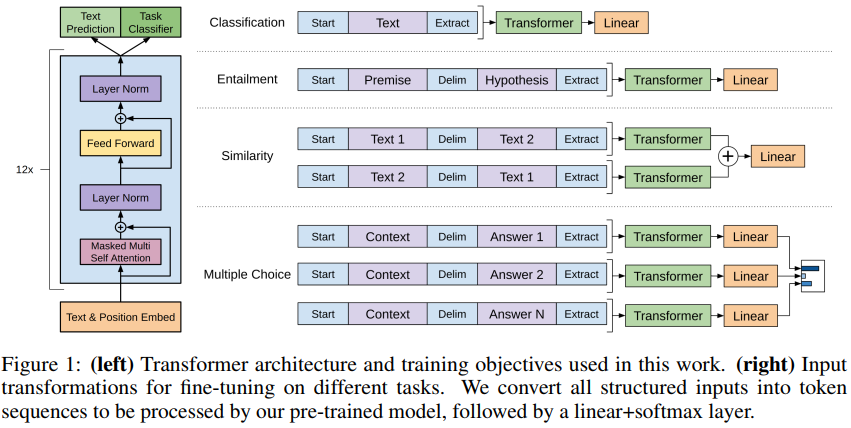 Text Prediction
Task Classifier
12x
Layer Norm
+
Feed Forward
Layer Norm
+
Masked Multi Self Attention
Text & Position Embed
Classification
Start Text Extract Transformer Linear
Entailment
Start Premise Delim Hypothesis Extract Transformer Linear
Similarity
Start Text 1 Delim Text 2 Extract Transformer
+ Linear
Start Text 2 Delim Text 1 Extract Transformer
Multiple Choice
Start Context Delim Answer 1 Extract Transformer Linear
Start Context Delim Answer 2 Extract Transformer Linear
Start Context Delim Answer N Extract Transformer Linear
Figure 1: (left) Transformer architecture and training objectives used in this work. (right) Input
transformations for fine-tuning on different tasks. We convert all structured inputs into token
sequences to be processed by our pre-trained model, followed by a linear+softmax layer.